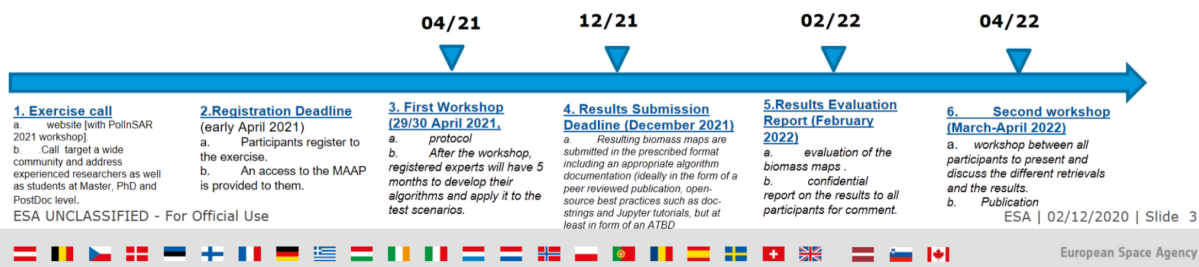 04/21
12/21
02/22
04/22
1. Exercise call
a. website [with PolInSAR
2021 workshop].
b. .Call target a wide
community and address
experienced researchers as well
as students at Master, PhD and
PostDoc level.
2.Registration Deadline
(early April 2021)
a. Participants register to
the exercise.
b. An access to the MAAP
is provided to them.
3. First Workshop
(29/30 April 2021,
a. protocol
b. After the workshop,
registered experts will have 5
months to develop their
algorithms and apply it to the
test scenarios.
4. Results Submission
Deadline (December 2021)
a. Resulting biomass maps are
submitted in the prescribed format
including an appropriate algorithm
documentation (ideally in the form of a
peer reviewed publication, open-
source best practices such as doc-
strings and Jupyter tutorials, but at
least in form of an ATBD
5.Results Evaluation
Report (February
2022)
a. evaluation of the
biomass maps .
b. confidential
report on the results to all
participants for comment.
6. Second workshop
(March-April 2022)
a. workshop between all
participants to present and
discuss the different retrievals
and the results.
b. Publication
ESA UNCLASSIFIED - For Official Use
ESA | 02/12/2020 | Slide 3
European Space Agency